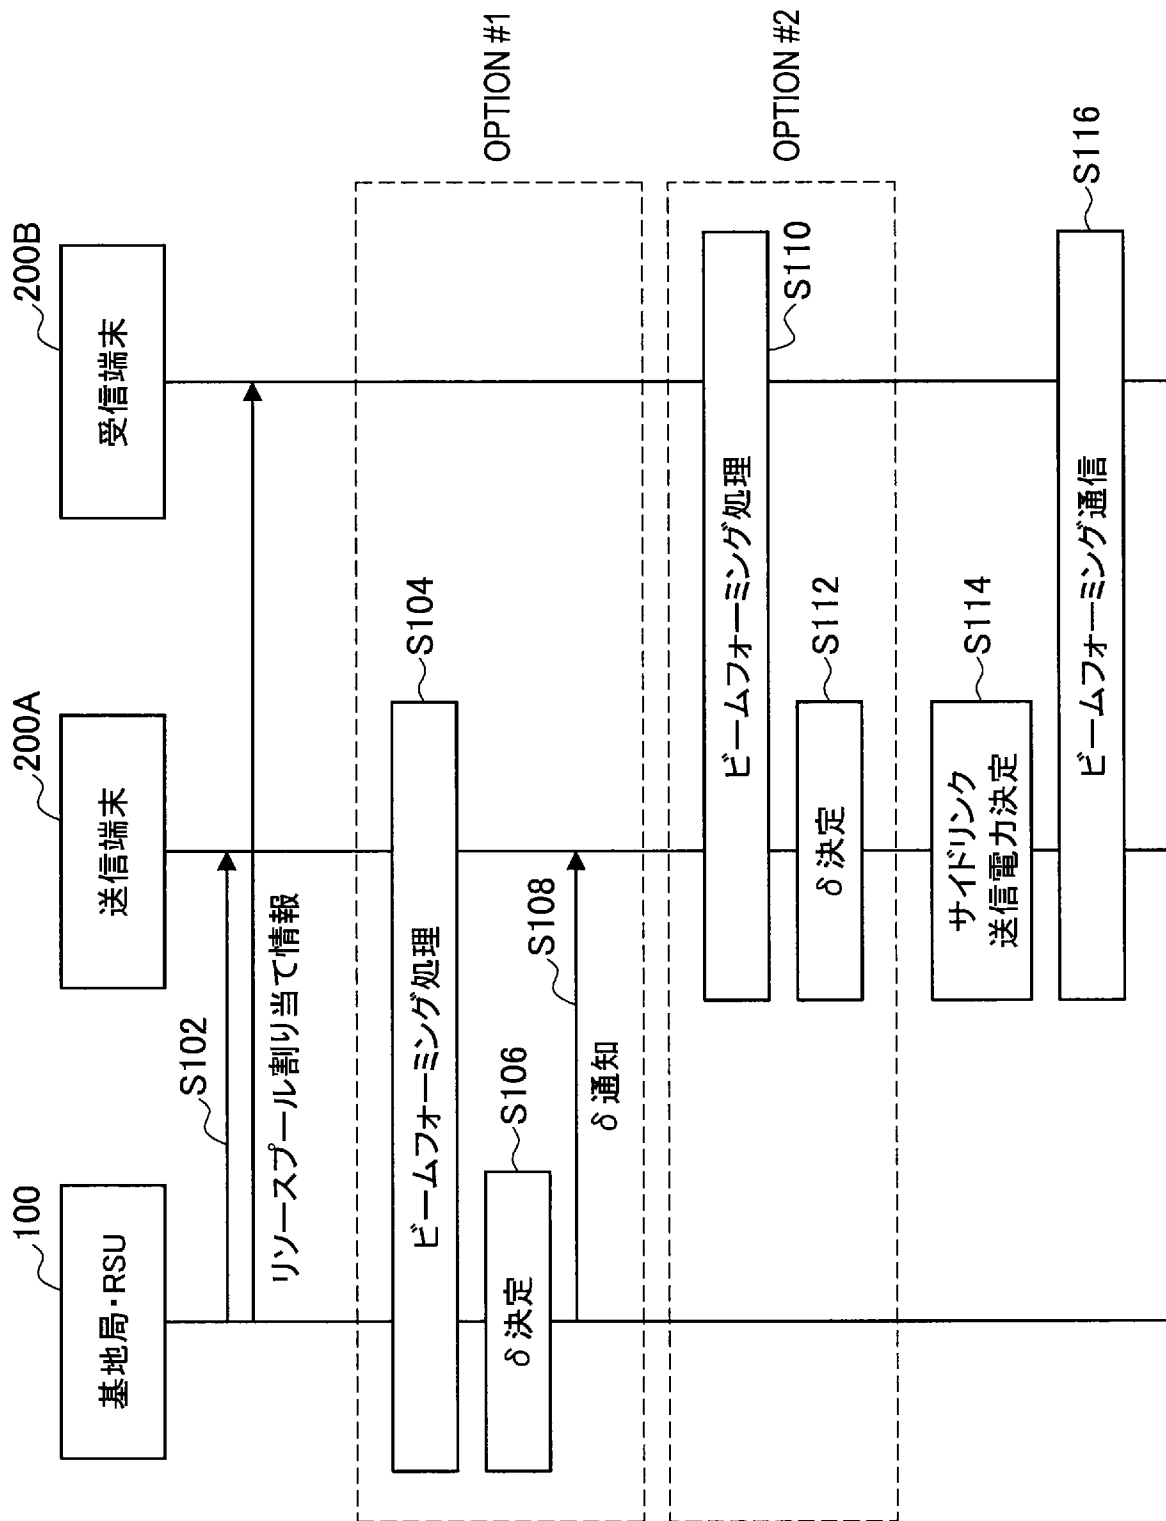 100
基地局・RSU
200A
送信端末
200B
受信端末
S102
リソースプール割り当て情報
OPTION #1
S104
ビームフォーミング処理
S106
δ 決定
S108
δ 通知
OPTION #2
ビームフォーミング処理
S110
S112
δ 決定
S114
サイドリンク
送信電力決定
S116
ビームフォーミング通信